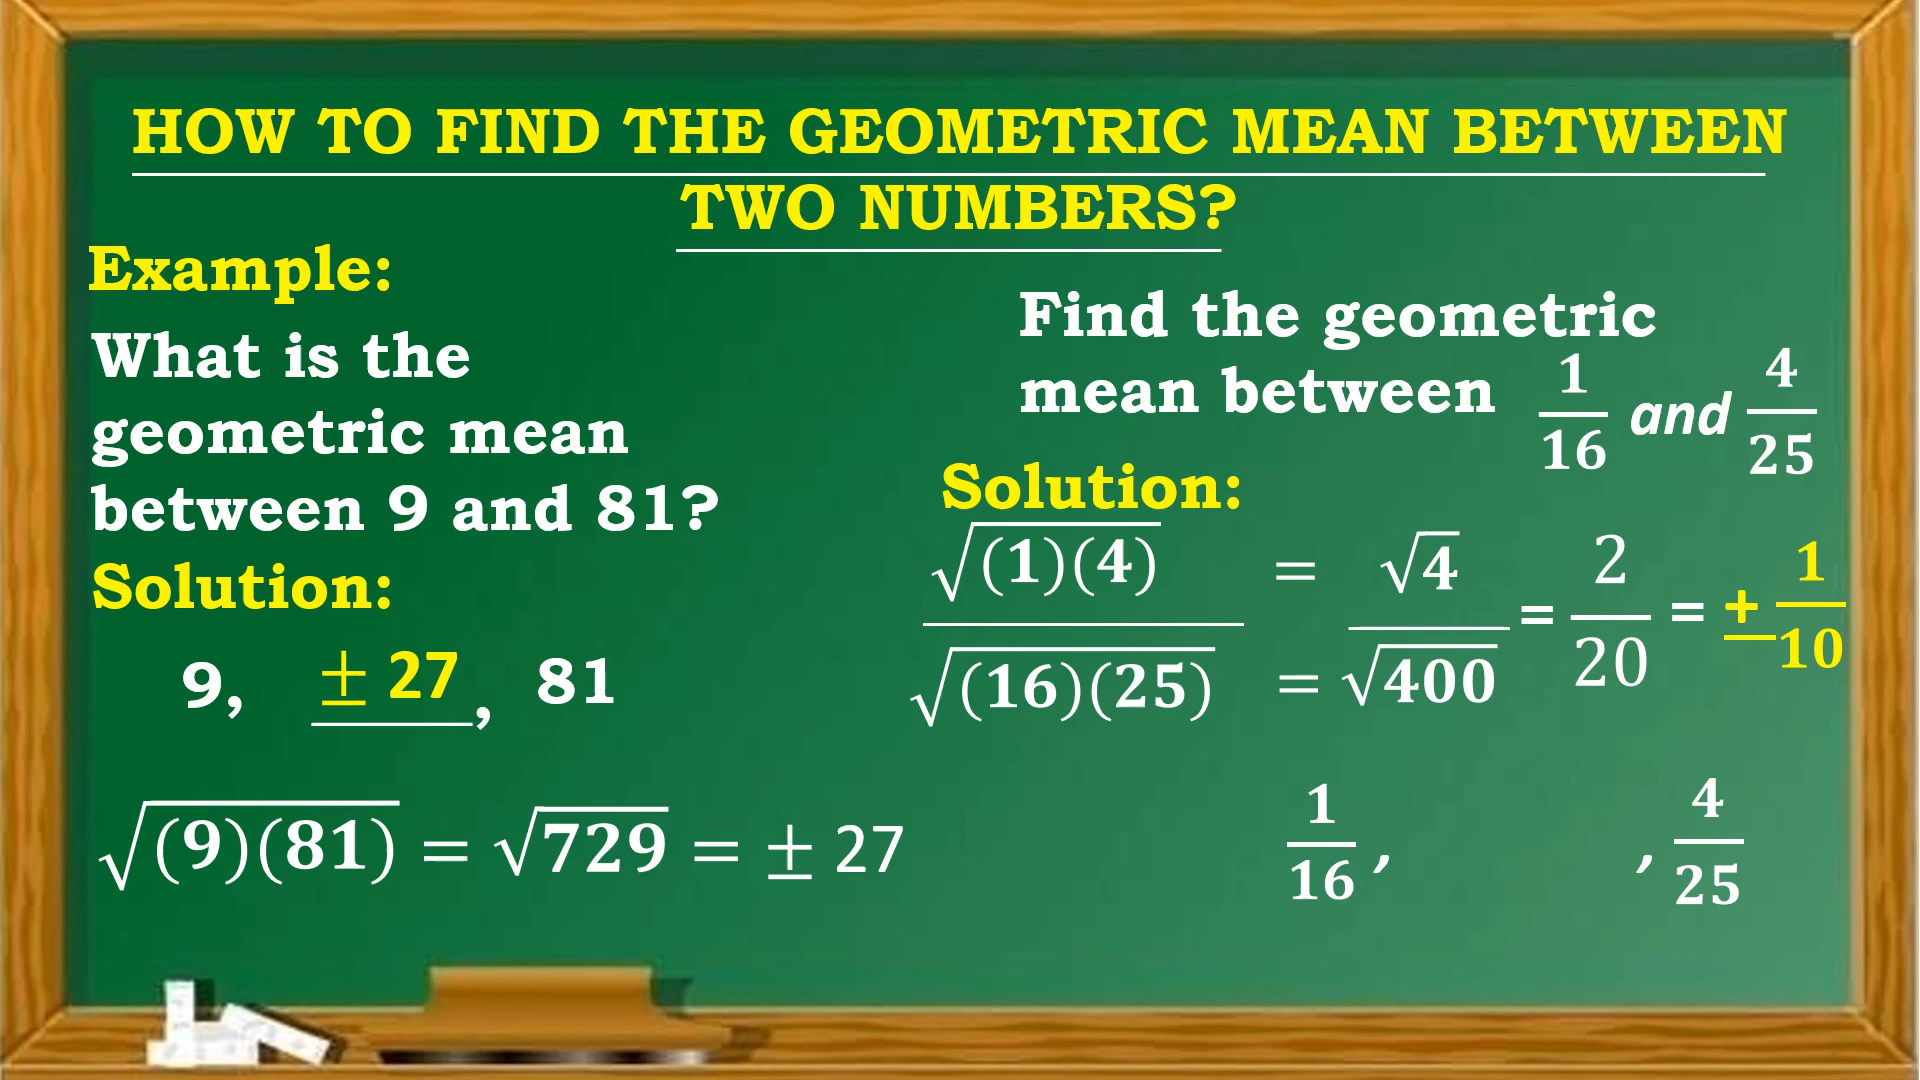 HOW TO FIND THE GEOMETRIC MEAN BETWEEN
TWO NUMBERS?
Example:
What is the
geometric mean
between 9 and 81?
Solution:
9, ± 27, 81
√(9)(81) = √729 = ± 27
Find the geometric
mean between 1/16 and 4/25
Solution:
√(1)(4) = √4
√(16)(25) = √400
= 2/20 = ± 1/10
1/16 , , 4/25